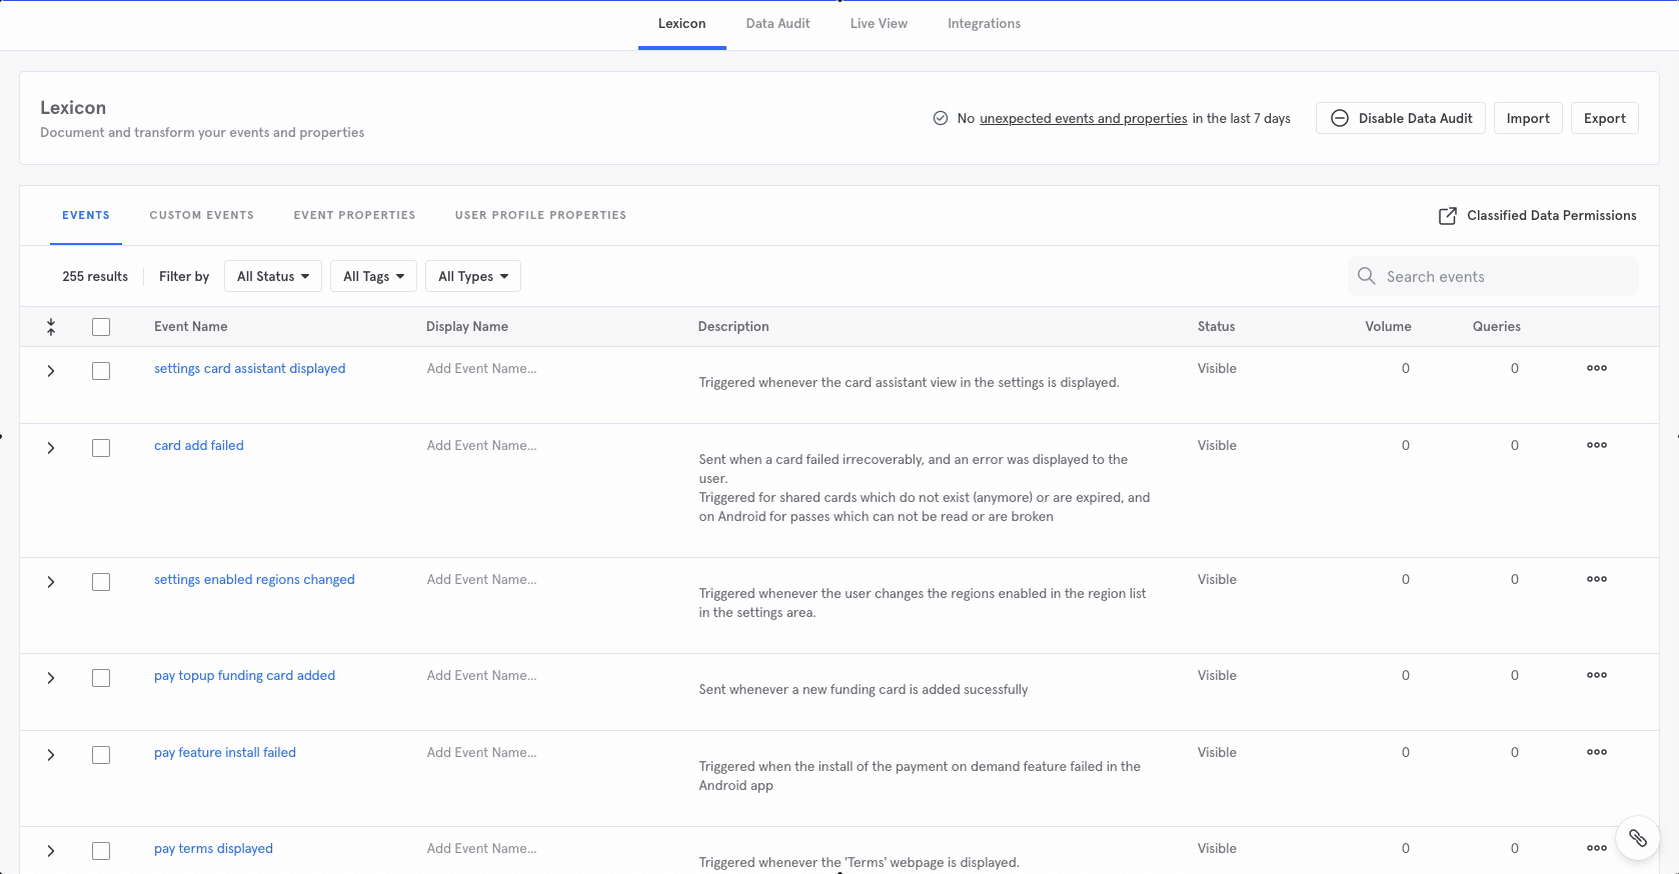 Lexicon Data Audit Live View Integrations
Lexicon
Document and transform your events and properties
No unexpected events and properties in the last 7 days
Disable Data Audit Import Export
EVENTS CUSTOM EVENTS EVENT PROPERTIES USER PROFILE PROPERTIES
Classified Data Permissions
255 results Filter by All Status All Tags All Types
Search events
Event Name Display Name Description Status Volume Queries
settings card assistant displayed Add Event Name... Visible 0 0
Triggered whenever the card assistant view in the settings is displayed.
card add failed Add Event Name... Visible 0 0
Sent when a card failed irrecoverably, and an error was displayed to the
user.
Triggered for shared cards which do not exist (anymore) or are expired, and
on Android for passes which can not be read or are broken
settings enabled regions changed Add Event Name... Visible 0 0
Triggered whenever the user changes the regions enabled in the region list
in the settings area.
pay topup funding card added Add Event Name... Visible 0 0
Sent whenever a new funding card is added sucessfully
pay feature install failed Add Event Name... Visible 0 0
Triggered when the install of the payment on demand feature failed in the
Android app
pay terms displayed Add Event Name... Visible 0 0
Triggered whenever the 'Terms' webpage is displayed.